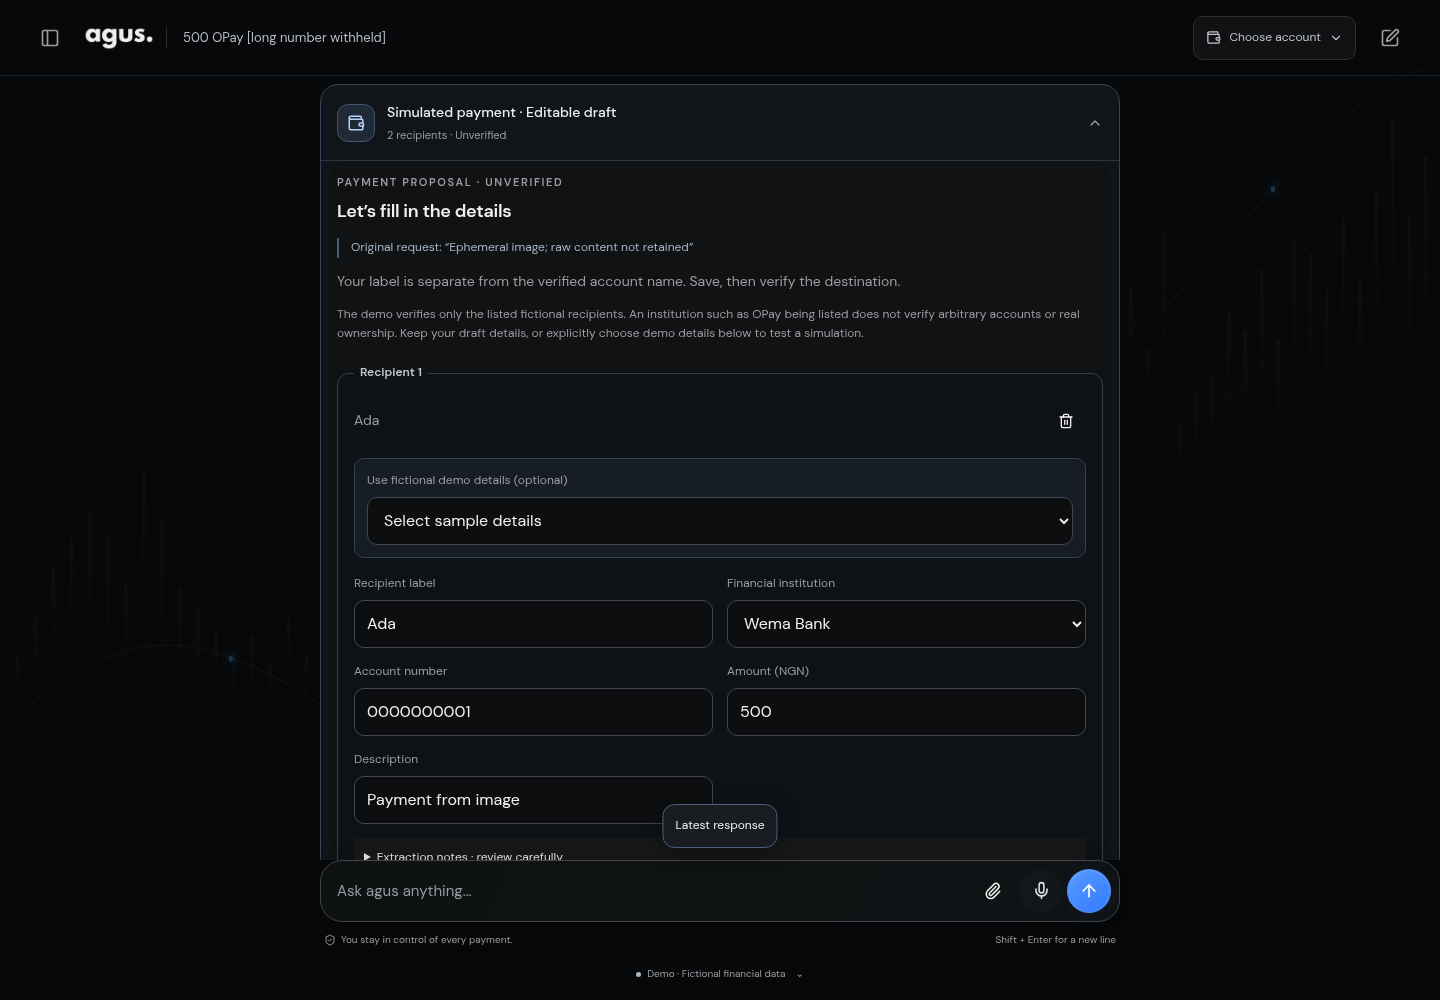 agus.
500 OPay [long number withheld]
Choose account
Simulated payment · Editable draft
2 recipients · Unverified
PAYMENT PROPOSAL · UNVERIFIED
Let’s fill in the details
Original request: “Ephemeral image; raw content not retained”
Your label is separate from the verified account name. Save, then verify the destination.
The demo verifies only the listed fictional recipients. An institution such as OPay being listed does not verify arbitrary accounts or real
ownership. Keep your draft details, or explicitly choose demo details below to test a simulation.
Recipient 1
Ada
Use fictional demo details (optional)
Select sample details
Recipient label
Financial institution
Ada
Wema Bank
Account number
Amount (NGN)
0000000001
500
Description
Payment from image
Latest response
Extraction notes · review carefully
Ask agus anything...
You stay in control of every payment.
Shift + Enter for a new line
Demo · Fictional financial data